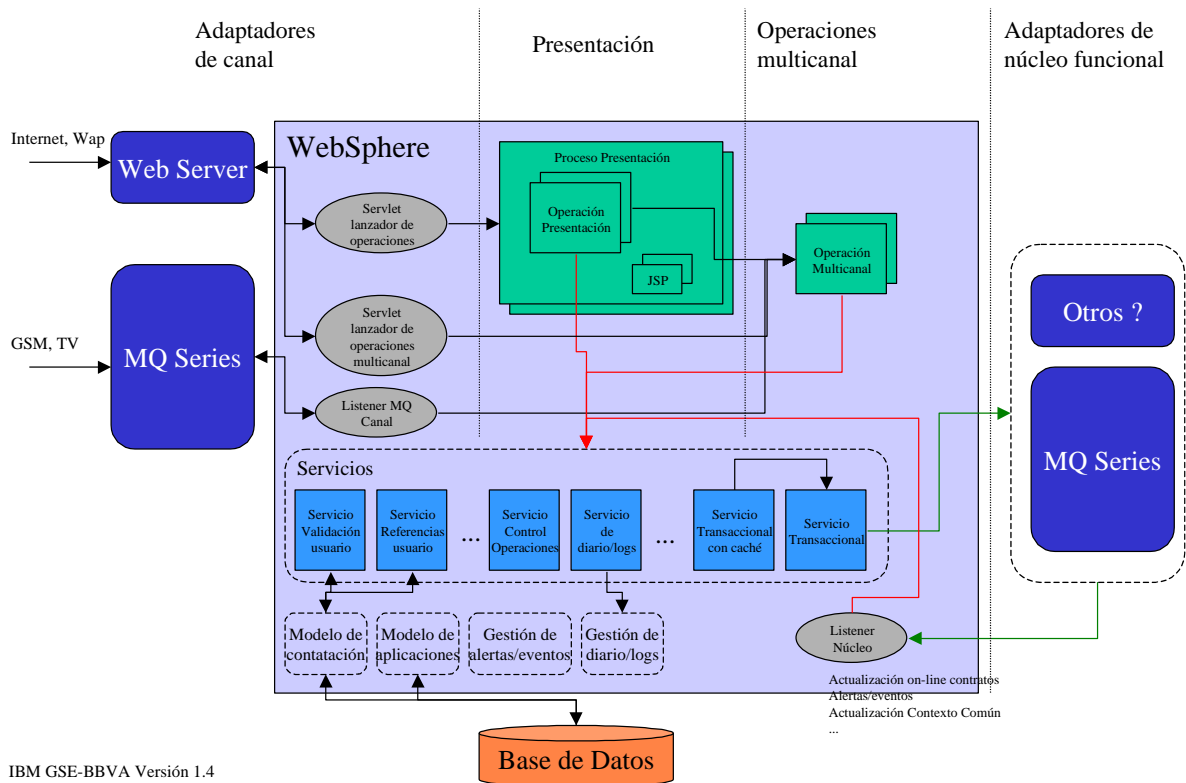 Adaptadores
de canal
Presentación
Operaciones
multicanal
Adaptadores de
núcleo funcional
Internet, Wap
Web Server
WebSphere
Proceso Presentación
Servlet
lanzador de
operaciones
Operación
Presentación
JSP
Operación
Multicanal
GSM, TV
MQ Series
Servlet
lanzador de
operaciones
multicanal
Listener MQ
Canal
Otros ?
MQ Series
Servicios
Servicio
Validación
usuario
Servicio
Referencias
usuario
...
Servicio
Control
Operaciones
Servicio
de
diario/logs
...
Servicio
Transaccional
con caché
Servicio
Transaccional
Modelo de
contatación
Modelo de
aplicaciones
Gestión de
alertas/eventos
Gestión de
diario/logs
Listener
Núcleo
Actualización on-line contratos
Alertas/eventos
Actualización Contexto Común
...
Base de Datos
IBM GSE-BBVA Versión 1.4